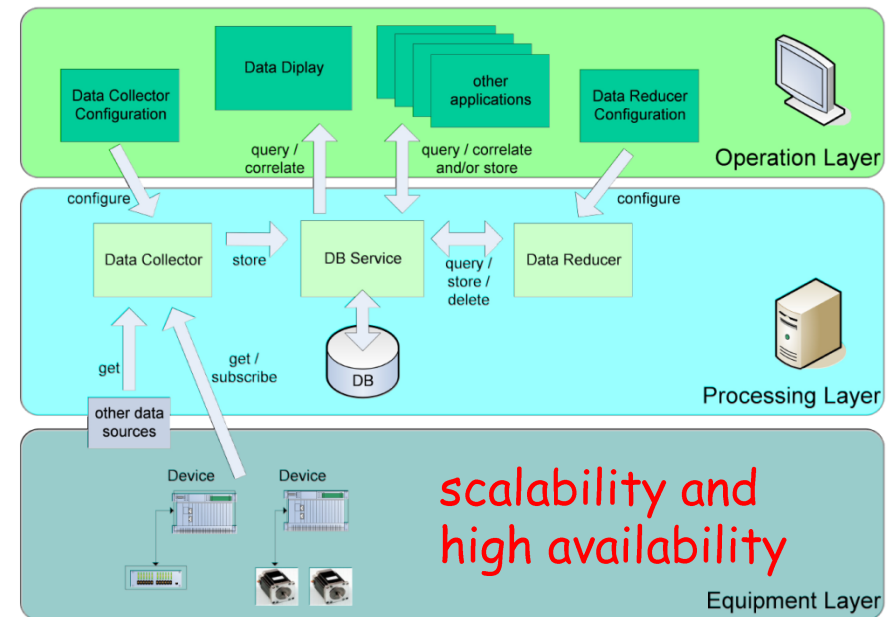 Data Collector
Configuration
Data Diplay
other
applications
Data Reducer
Configuration
query /
correlate
query / correlate
and/or store
Operation Layer
configure
configure
Data Collector
store
DB Service
query /
store /
delete
Data Reducer
get
get /
subscribe
DB
other data
sources
Processing Layer
Device
Device
scalability and
high availability
Equipment Layer